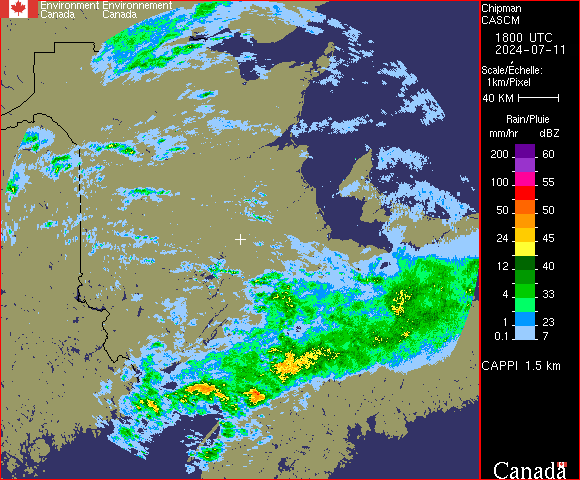 Environment Environnement
Canada Canada
Chipman
CASCM
1800 UTC
2024-07-11
Scale/Échelle:
1km/Pixel
40 KM
Rain/Pluie
mm/hr dBZ
200 60
100 55
50 50
24 45
12 40
4 33
1 23
0.1 7
CAPPI 1.5 km
Canada